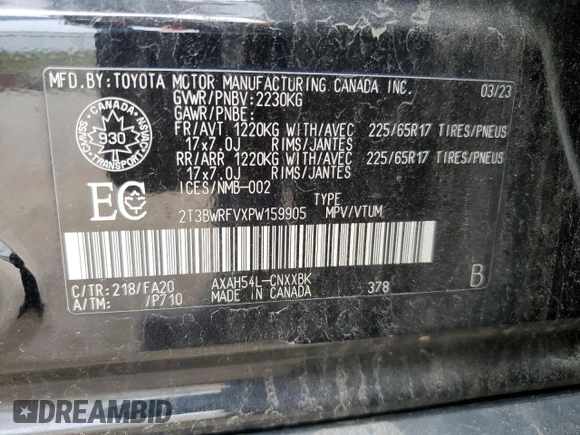 MFD.BY:TOYOTA MOTOR MANUFACTURING CANADA INC.
03/23
GVWR/PNBV:2230KG
GAWR/PNBE:
FR/AVT 1220KG WITH/AVEC 225/65R17 TIRES/PNEUS
17x7.0J RIMS/JANTES
RR/ARR 1220KG WITH/AVEC 225/65R17 TIRES/PNEUS
17x7.0J RIMS/JANTES
ICES/NMB-002
CANADA
930
TRANSPORT
CMVSS
NSVAC
EC
TYPE
2T3BWRFVXPW159905 MPV/VTUM
C/TR:218/FA20 AXAH54L-CNXXBK
A/TM: /P710 MADE IN CANADA 378
B
DREAMBID